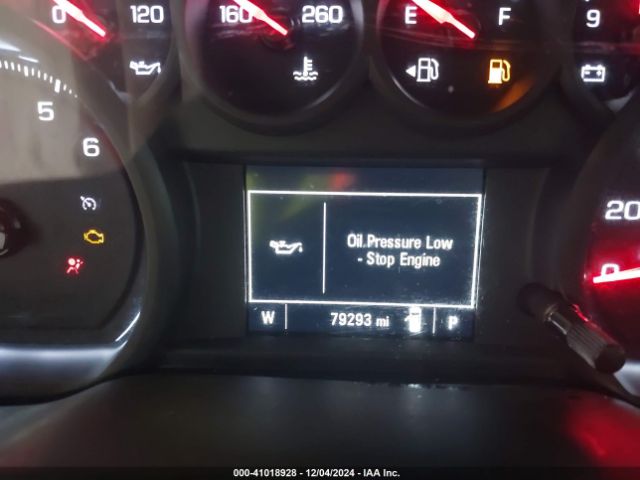 0 120
160 260
E F
9
5
6
20
0
Oil Pressure Low
- Stop Engine
W 79293 mi P
000-41018928 - 12/04/2024 - IAA Inc.